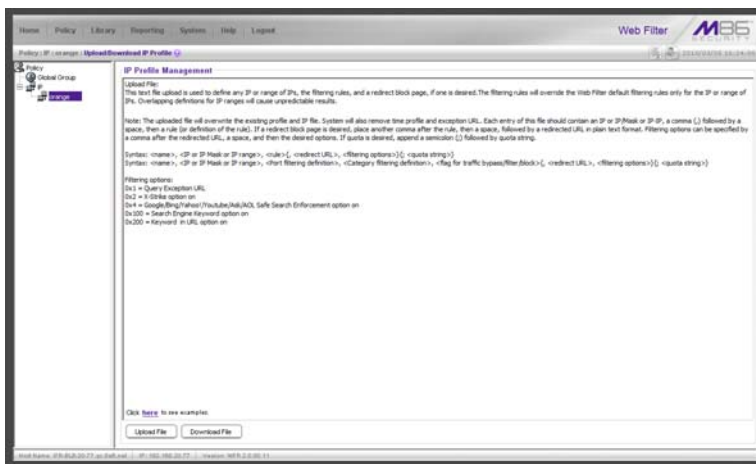 Home Policy Library Reporting System Help Logout
Web Filter
M86 SECURITY
Policy : IP : orange : Upload/Download IP Profile
Policy
Global Group
IP
orange
IP Profile Management
Upload File:
This text file upload is used to define any IP or range of IPs, the filtering rules, and a redirect block page, if one is desired.The filtering rules will override the Web Filter default filtering rules only for the IP or range of
IPs. Overlapping definitions for IP ranges will cause unpredictable results.
Note: The uploaded file will overwrite the existing profile and IP file. System will also remove time profile and exception URL. Each entry of this file should contain an IP or IP/Mask or IP-IP, a comma (,) followed by a
space, then a rule (or definition of the rule). If a redirect block page is desired, place another comma after the rule, then a space, followed by a redirected URL in plain text format. Filtering options can be specified by
a comma after the redirected URL, a space, and then the desired options. If quota is desired, append a semicolon (;) followed by quota string.
Syntax: <name>, <IP or IP Mask or IP range>, <rule>{, <redirect URL>, <filtering options>}{; <quota string>}
Syntax: <name>, <IP or IP Mask or IP range>, <Port filtering definition>, <Category filtering definition>, <flag for traffic bypass/filter/block>{, <redirect URL>, <filtering options>}{; <quota string>}
Filtering options:
0x1 = Query Exception URL
0x2 = X-Strike option on
0x4 = Google/Bing/Yahoo!/Youtube/Ask/AOL Safe Search Enforcement option on
0x100 = Search Engine Keyword option on
0x200 = Keyword in URL option on
Click here to see examples.
Upload File Download File
Host Name: IP: 192.168.20.77 Version: